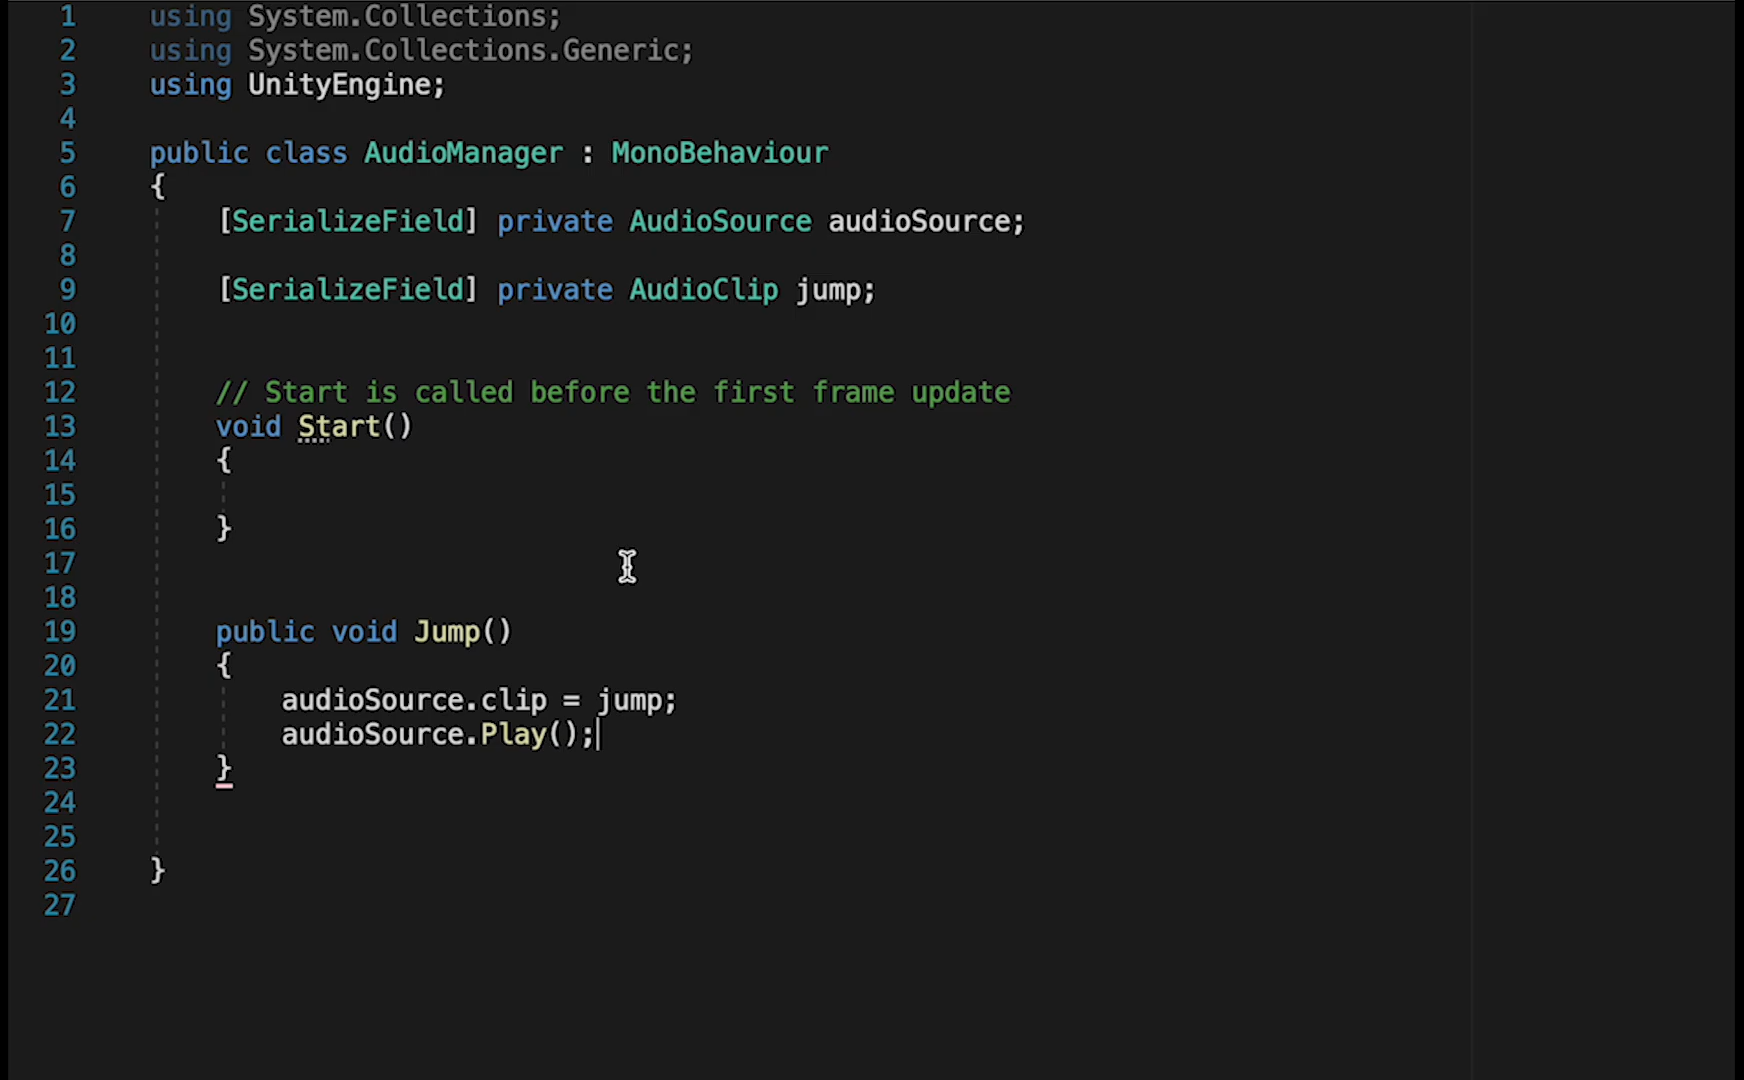 1 using System.Collections;
2 using System.Collections.Generic;
3 using UnityEngine;
4
5 public class AudioManager : MonoBehaviour
6 {
7 [SerializeField] private AudioSource audioSource;
8
9 [SerializeField] private AudioClip jump;
10
11
12 // Start is called before the first frame update
13 void Start()
14 {
15
16 }
17
18
19 public void Jump()
20 {
21 audioSource.clip = jump;
22 audioSource.Play();
23 }
24
25
26 }
27